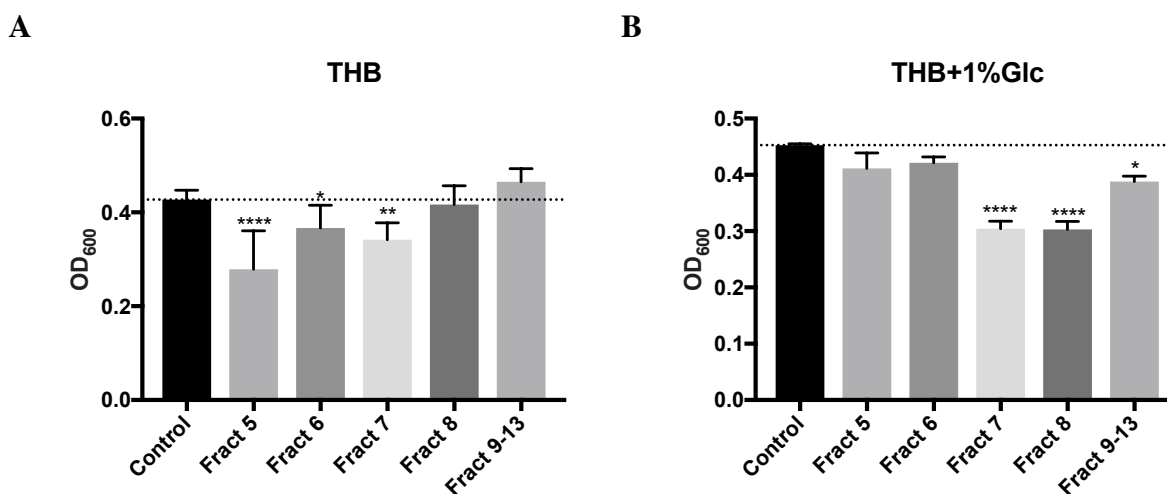 A
THB
OD600
0.6
0.4
0.2
0.0
****
*
**
Control
Fract 5
Fract 6
Fract 7
Fract 8
Fract 9-13
B
THB+1%Glc
OD600
0.5
0.4
0.3
0.2
0.1
0.0
****
****
*
Control
Fract 5
Fract 6
Fract 7
Fract 8
Fract 9-13